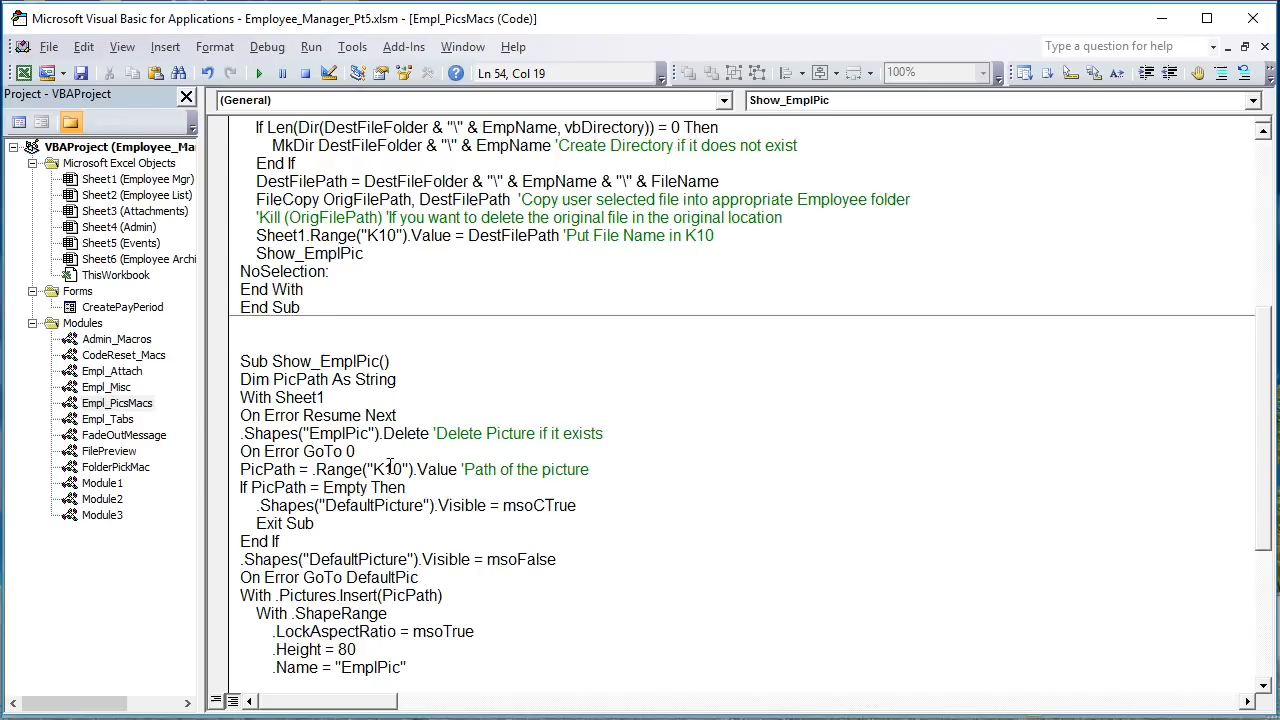 Microsoft Visual Basic for Applications - Employee_Manager_Pt5.xlsm - [Empl_PicsMacs (Code)]
File Edit View Insert Format Debug Run Tools Add-Ins Window Help
Type a question for help
Ln 54, Col 19
100%
Project - VBAProject
(General)
Show_EmplPic
VBAProject (Employee_Ma
Microsoft Excel Objects
Sheet1 (Employee Mgr)
Sheet2 (Employee List)
Sheet3 (Attachments)
Sheet4 (Admin)
Sheet5 (Events)
Sheet6 (Employee Archi
ThisWorkbook
Forms
CreatePayPeriod
Modules
Admin_Macros
CodeReset_Macs
Empl_Attach
Empl_Misc
Empl_PicsMacs
Empl_Tabs
FadeOutMessage
FilePreview
FolderPickMac
Module1
Module2
Module3
If Len(Dir(DestFileFolder & "\" & EmpName, vbDirectory)) = 0 Then
MkDir DestFileFolder & "\" & EmpName 'Create Directory if it does not exist
End If
DestFilePath = DestFileFolder & "\" & EmpName & "\" & FileName
FileCopy OrigFilePath, DestFilePath 'Copy user selected file into appropriate Employee folder
'Kill (OrigFilePath) 'If you want to delete the original file in the original location
Sheet1.Range("K10").Value = DestFilePath 'Put File Name in K10
Show_EmplPic
NoSelection:
End With
End Sub
Sub Show_EmplPic()
Dim PicPath As String
With Sheet1
On Error Resume Next
.Shapes("EmplPic").Delete 'Delete Picture if it exists
On Error GoTo 0
PicPath = .Range("K10").Value 'Path of the picture
If PicPath = Empty Then
.Shapes("DefaultPicture").Visible = msoCTrue
Exit Sub
End If
.Shapes("DefaultPicture").Visible = msoFalse
On Error GoTo DefaultPic
With .Pictures.Insert(PicPath)
With .ShapeRange
.LockAspectRatio = msoTrue
.Height = 80
.Name = "EmplPic"